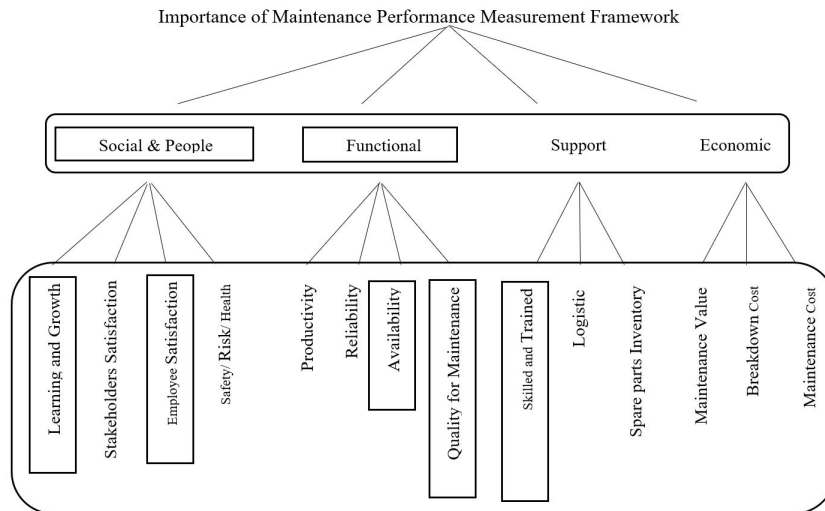 Importance of Maintenance Performance Measurement Framework
Social & People
Functional
Support
Economic
Learning and Growth
Stakeholders Satisfaction
Employee Satisfaction
Safety/ Risk/ Health
Productivity
Reliability
Availability
Quality for Maintenance
Skilled and Trained
Logistic
Spare parts Inventory
Maintenance Value
Breakdown Cost
Maintenance Cost